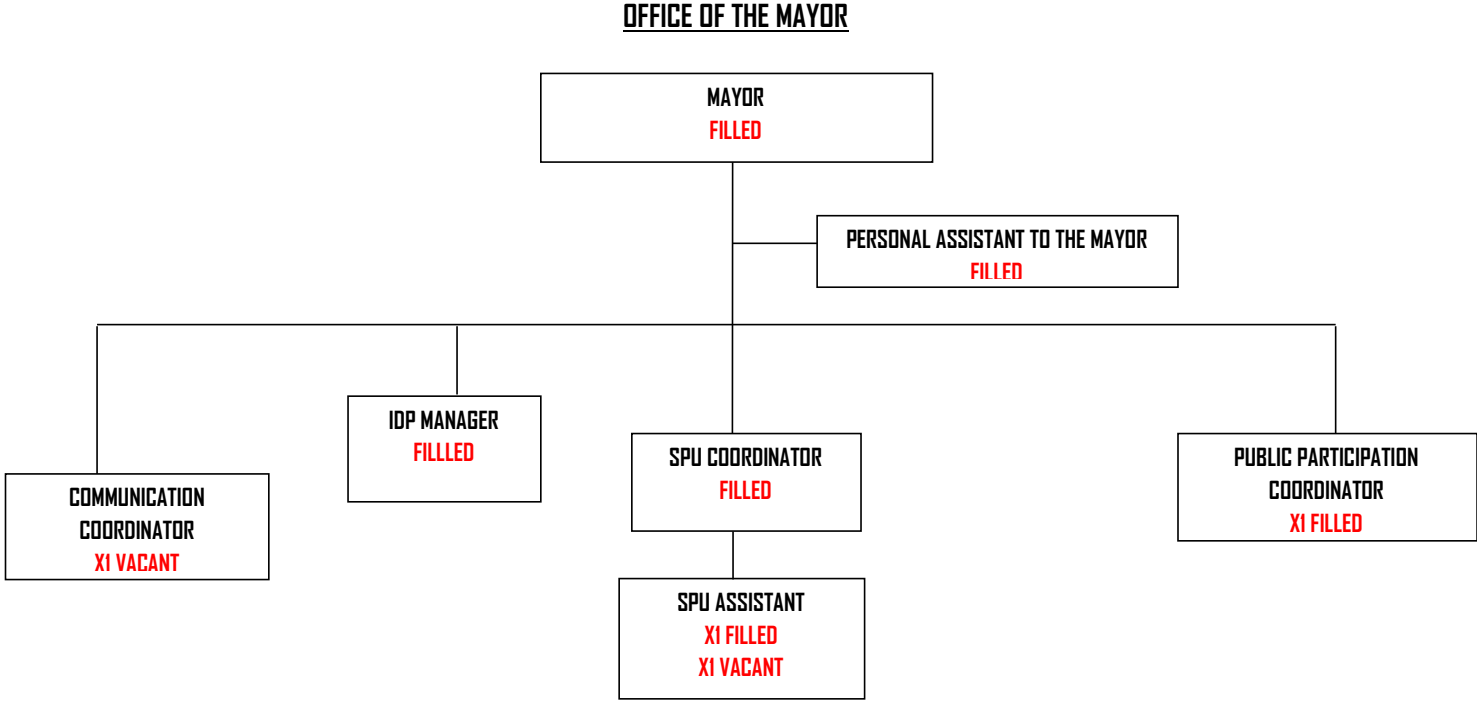 OFFICE OF THE MAYOR
MAYOR
FILLED
PERSONAL ASSISTANT TO THE MAYOR
FILLED
IDP MANAGER
FILLLED
SPU COORDINATOR
FILLED
PUBLIC PARTICIPATION
COORDINATOR
X1 FILLED
COMMUNICATION
COORDINATOR
X1 VACANT
SPU ASSISTANT
X1 FILLED
X1 VACANT